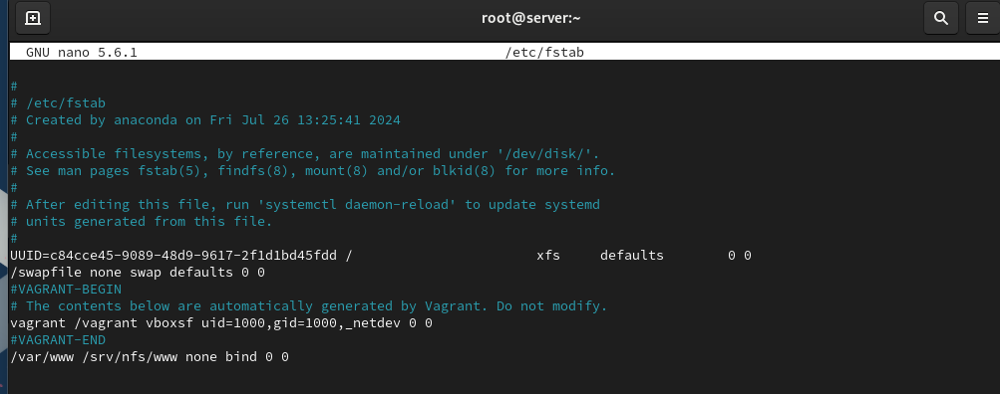 root@server:~
GNU nano 5.6.1 /etc/fstab
#
# /etc/fstab
# Created by anaconda on Fri Jul 26 13:25:41 2024
#
# Accessible filesystems, by reference, are maintained under '/dev/disk/'.
# See man pages fstab(5), findfs(8), mount(8) and/or blkid(8) for more info.
#
# After editing this file, run 'systemctl daemon-reload' to update systemd
# units generated from this file.
#
UUID=c84cce45-9089-48d9-9617-2f1d1bd45fdd / xfs defaults 0 0
/swapfile none swap defaults 0 0
#VAGRANT-BEGIN
# The contents below are automatically generated by Vagrant. Do not modify.
vagrant /vagrant vboxsf uid=1000,gid=1000,_netdev 0 0
#VAGRANT-END
/var/www /srv/nfs/www none bind 0 0